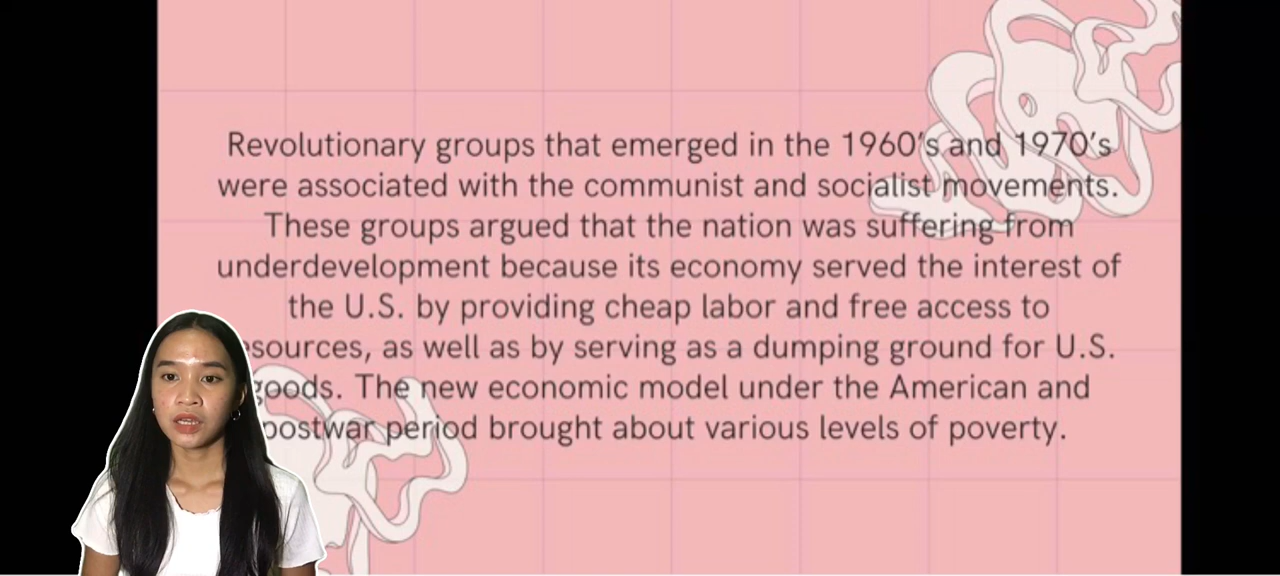 Revolutionary groups that emerged in the 1960's and 1970's
were associated with the communist and socialist movements.
These groups argued that the nation was suffering from
underdevelopment because its economy served the interest of
the U.S. by providing cheap labor and free access to
esources, as well as by serving as a dumping ground for U.S.
goods. The new economic model under the American and
postwar period brought about various levels of poverty.